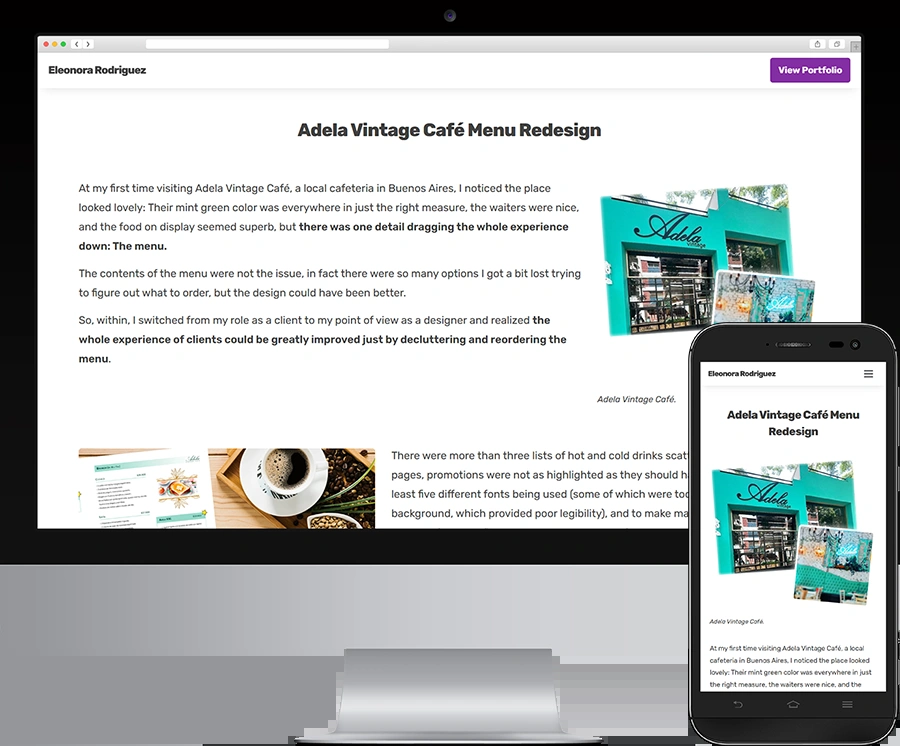 Eleonora Rodriguez
View Portfolio
Adela Vintage Café Menu Redesign
At my first time visiting Adela Vintage Café, a local cafeteria in Buenos Aires, I noticed the place
looked lovely: Their mint green color was everywhere in just the right measure, the waiters were nice,
and the food on display seemed superb, but there was one detail dragging the whole experience
down: The menu.
The contents of the menu were not the issue, in fact there were so many options I got a bit lost trying
to figure out what to order, but the design could have been better.
So, within, I switched from my role as a client to my point of view as a designer and realized the
whole experience of clients could be greatly improved just by decluttering and reordering the
menu.
Adela
Vintage
Adela
Adela Vintage Café.
There were more than three lists of hot and cold drinks scat
pages, promotions were not as highlighted as they should h
least five different fonts being used (some of which were too
background, which provided poor legibility), and to make ma
Eleonora Rodriguez
Adela Vintage Café Menu
Redesign
Adela
Vintage
Adela
Adela Vintage Café.
At my first time visiting Adela Vintage Café, a local
cafeteria in Buenos Aires, I noticed the place looked
lovely: Their mint green color was everywhere in just
the right measure, the waiters were nice, and the